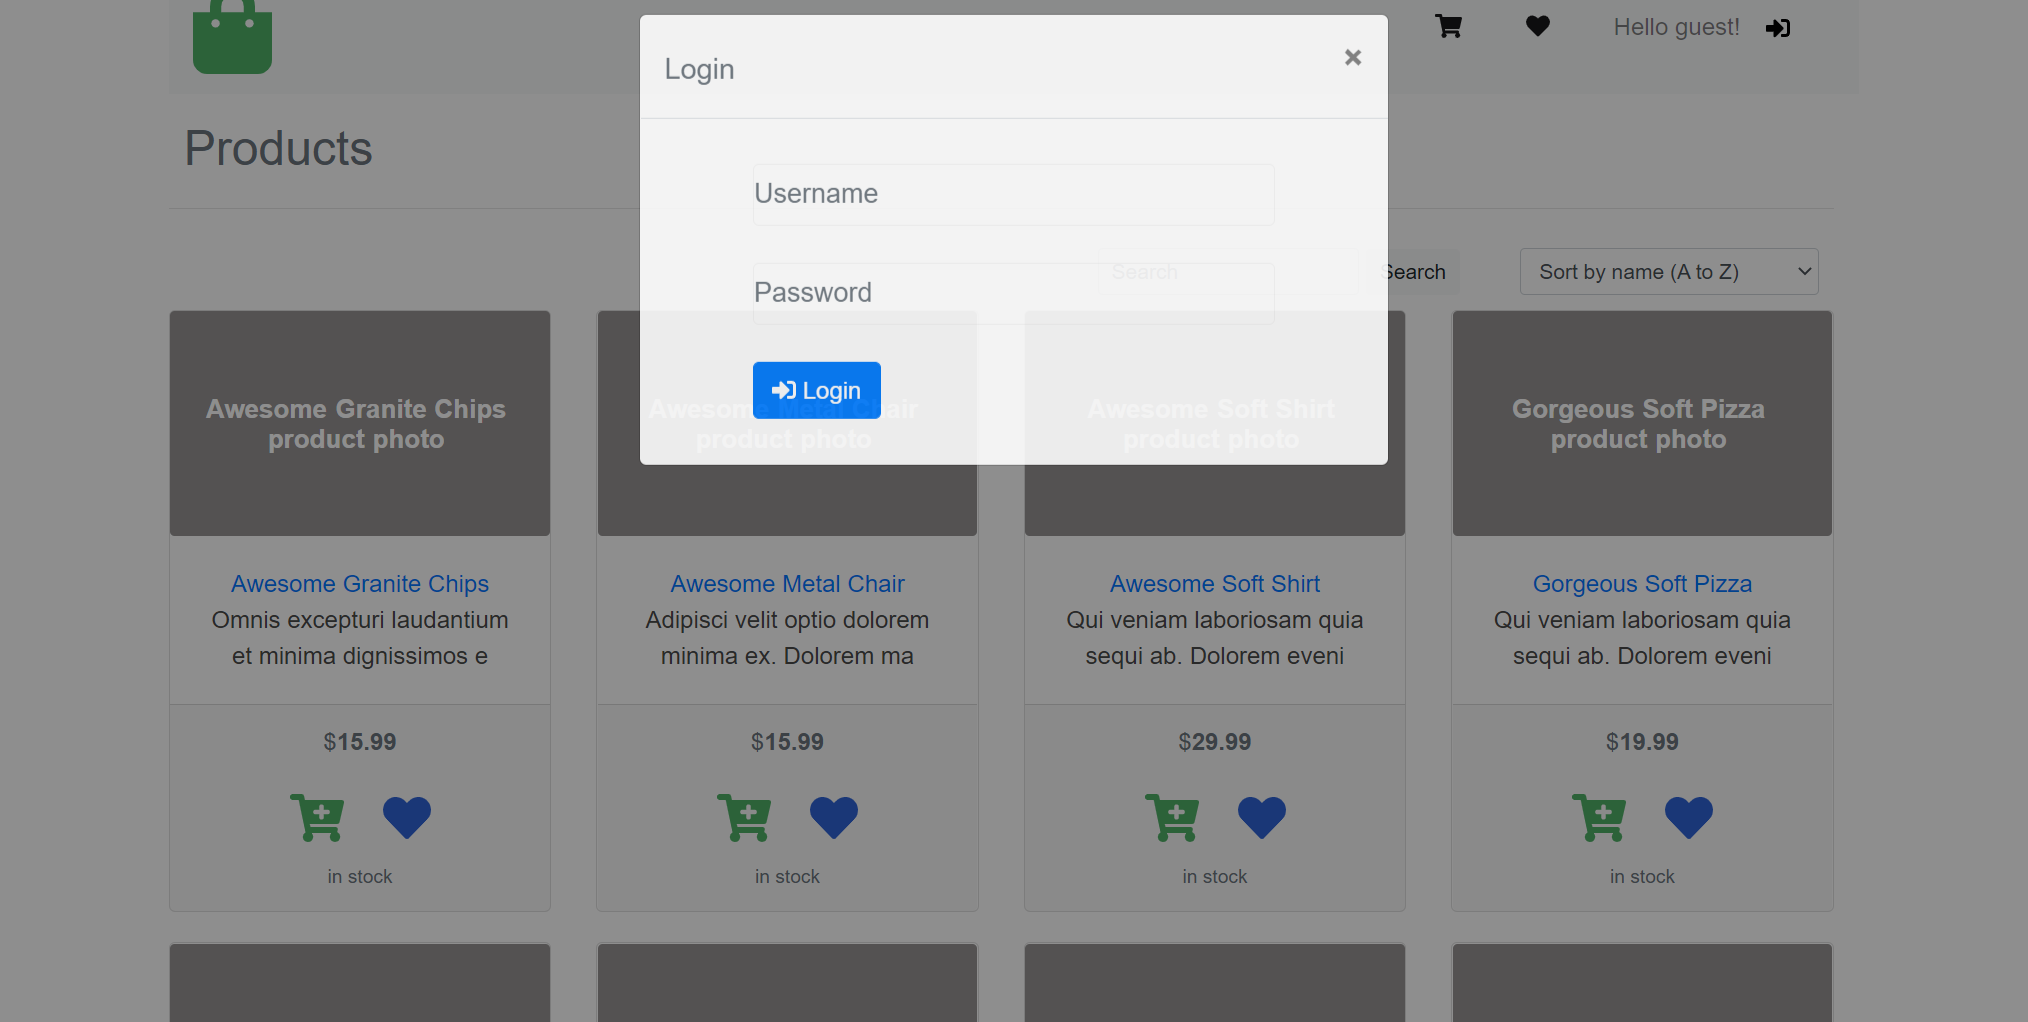 Hello guest!
Login
×
Products
Username
Search
Search
Sort by name (A to Z)
Password
Login
Awesome Granite Chips
product photo
Awesome Metal Chair
product photo
Awesome Soft Shirt
product photo
Gorgeous Soft Pizza
product photo
Awesome Granite Chips
Omnis excepturi laudantium
et minima dignissimos e
Awesome Metal Chair
Adipisci velit optio dolorem
minima ex. Dolorem ma
Awesome Soft Shirt
Qui veniam laboriosam quia
sequi ab. Dolorem eveni
Gorgeous Soft Pizza
Qui veniam laboriosam quia
sequi ab. Dolorem eveni
$15.99
$15.99
$29.99
$19.99
in stock
in stock
in stock
in stock